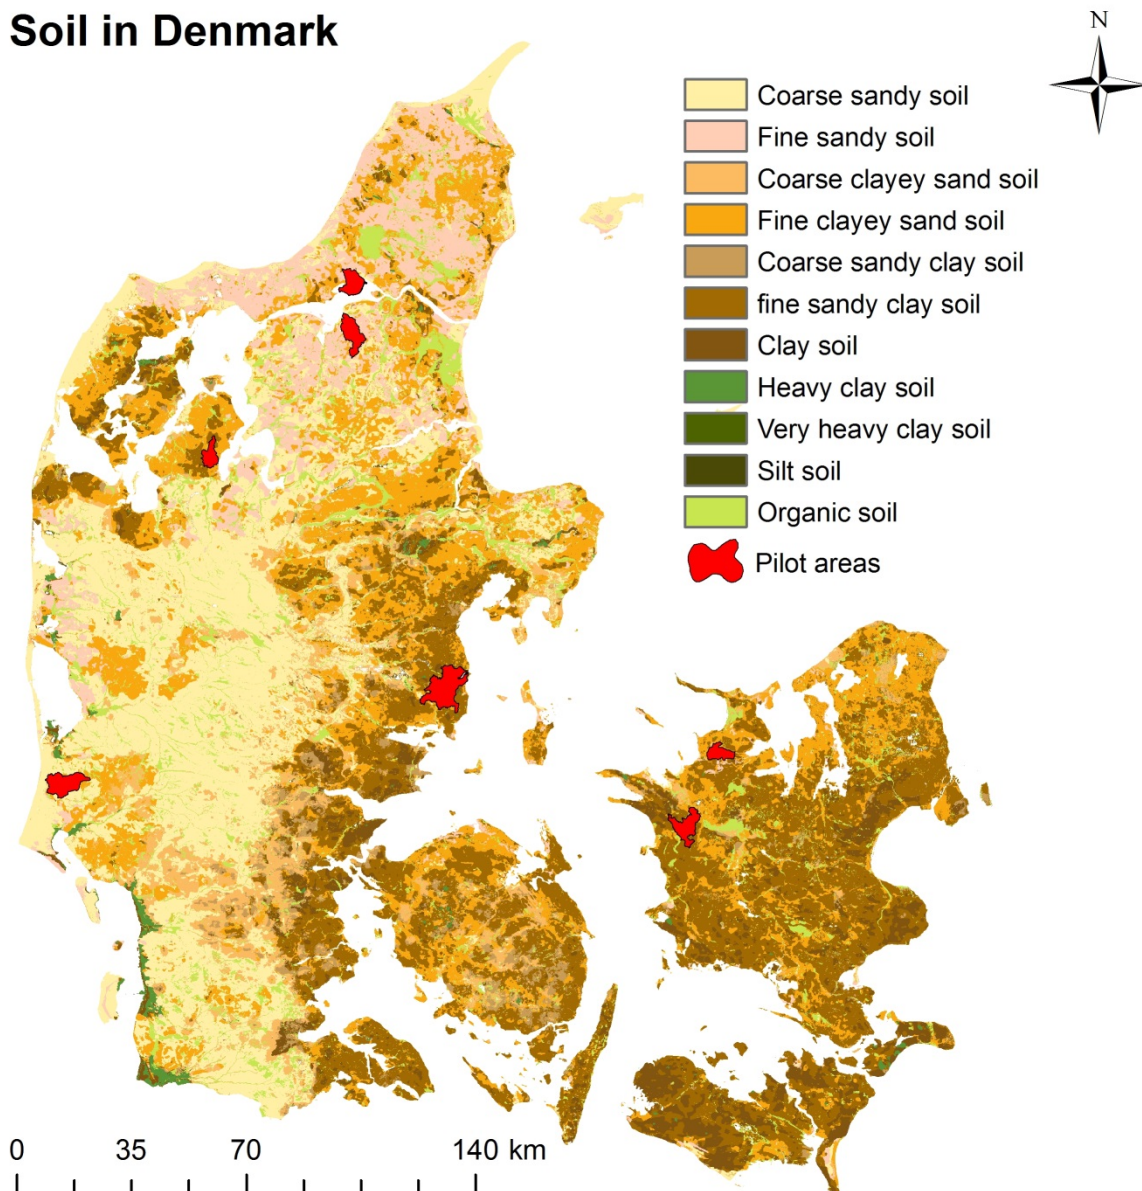 Soil in Denmark
N
Coarse sandy soil
Fine sandy soil
Coarse clayey sand soil
Fine clayey sand soil
Coarse sandy clay soil
fine sandy clay soil
Clay soil
Heavy clay soil
Very heavy clay soil
Silt soil
Organic soil
Pilot areas
0 35 70 140 km